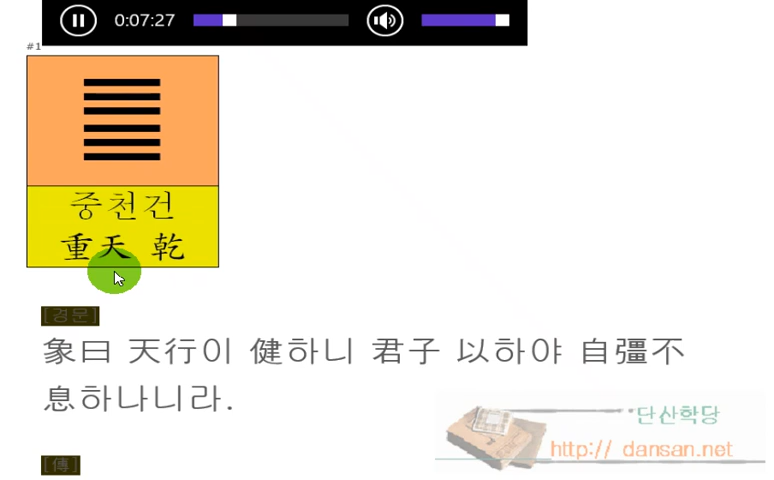 0:07:27
#1
중천건
重天 乾
[경문]
象曰 天行이 健하니 君子 以하야 自彊不
息하나니라.
단산학당
http:// dansan.net
[傳]